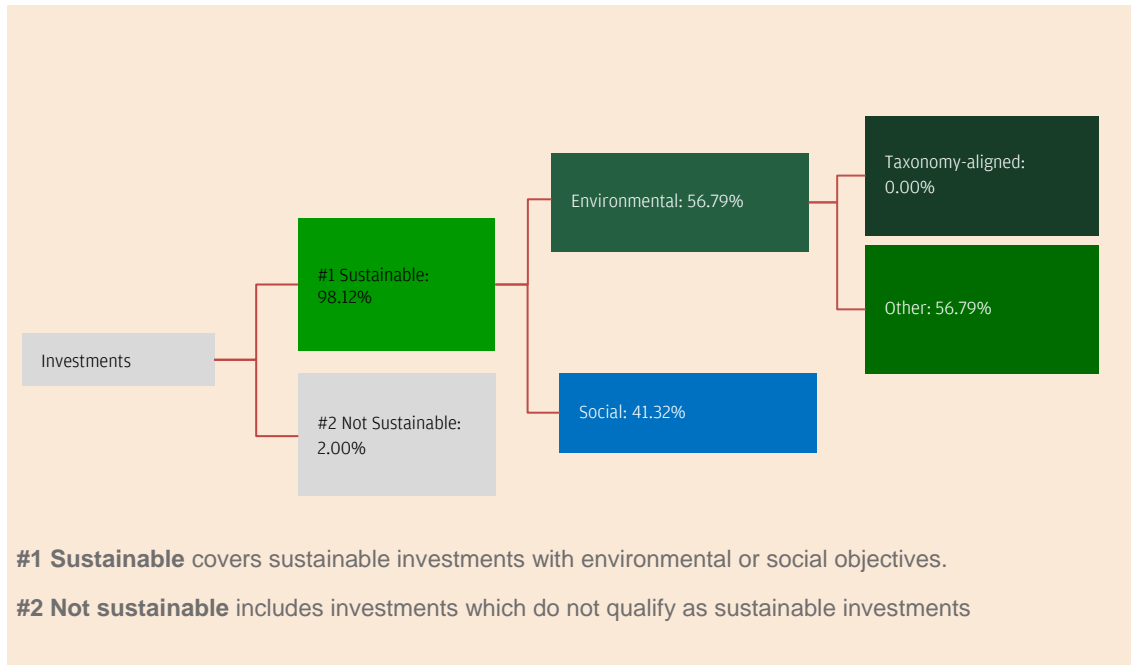 Investments
#1 Sustainable:
98.12%
#2 Not Sustainable:
2.00%
Environmental: 56.79%
Social: 41.32%
Taxonomy-aligned:
0.00%
Other: 56.79%
#1 Sustainable covers sustainable investments with environmental or social objectives.
#2 Not sustainable includes investments which do not qualify as sustainable investments